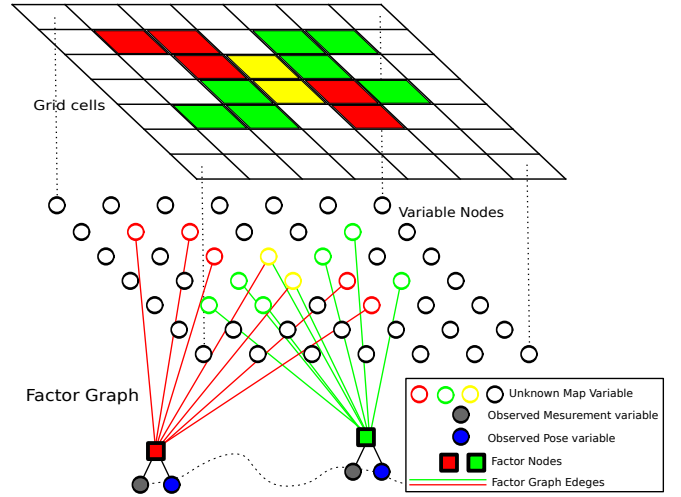 Grid cells
Variable Nodes
Factor Graph
Unknown Map Variable
Observed Mesurement variable
Observed Pose variable
Factor Nodes
Factor Graph Edeges